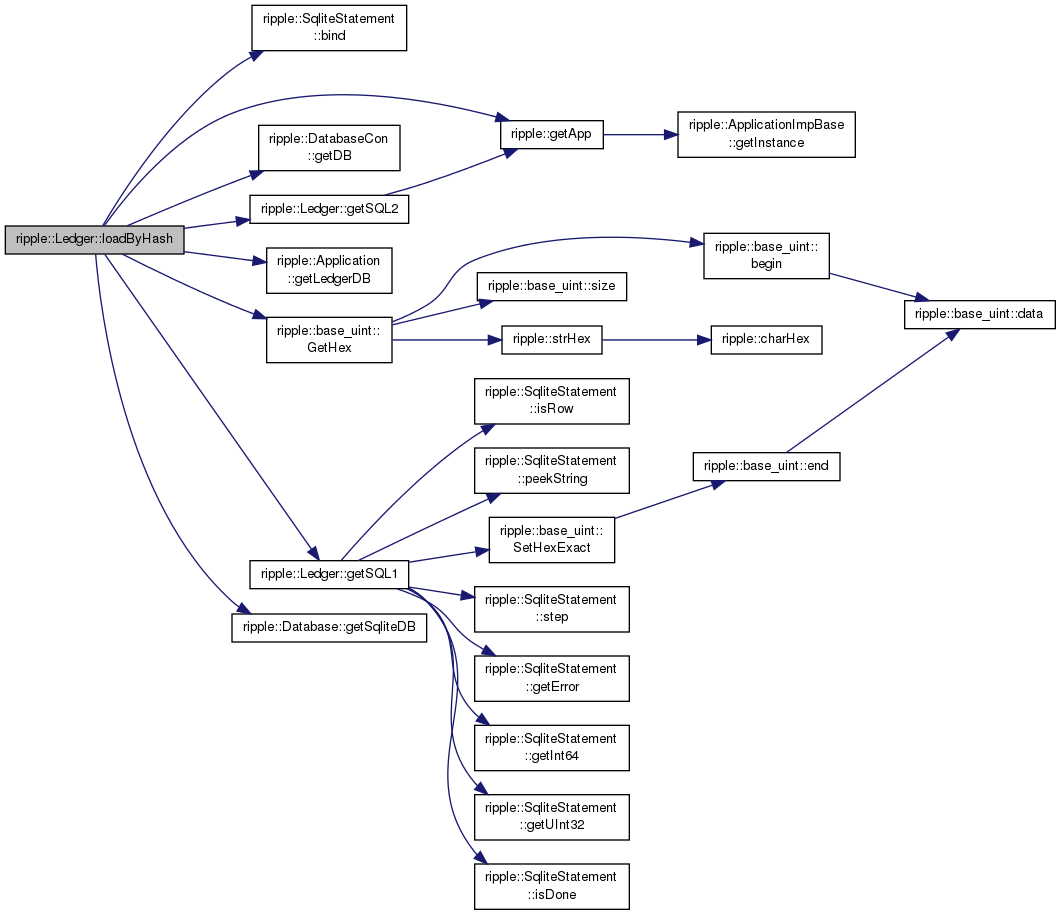 ripple::SqliteStatement
::bind
ripple::DatabaseCon
::getDB
ripple::getApp
ripple::ApplicationImpBase
::getInstance
ripple::Ledger::getSQL2
ripple::Ledger::loadByHash
ripple::Application
::getLedgerDB
ripple::base_uint::
begin
ripple::base_uint::size
ripple::base_uint::
GetHex
ripple::strHex
ripple::charHex
ripple::base_uint::data
ripple::SqliteStatement
::isRow
ripple::SqliteStatement
::peekString
ripple::base_uint::end
ripple::base_uint::
SetHexExact
ripple::Ledger::getSQL1
ripple::SqliteStatement
::step
ripple::Database::getSqliteDB
ripple::SqliteStatement
::getError
ripple::SqliteStatement
::getInt64
ripple::SqliteStatement
::getUInt32
ripple::SqliteStatement
::isDone